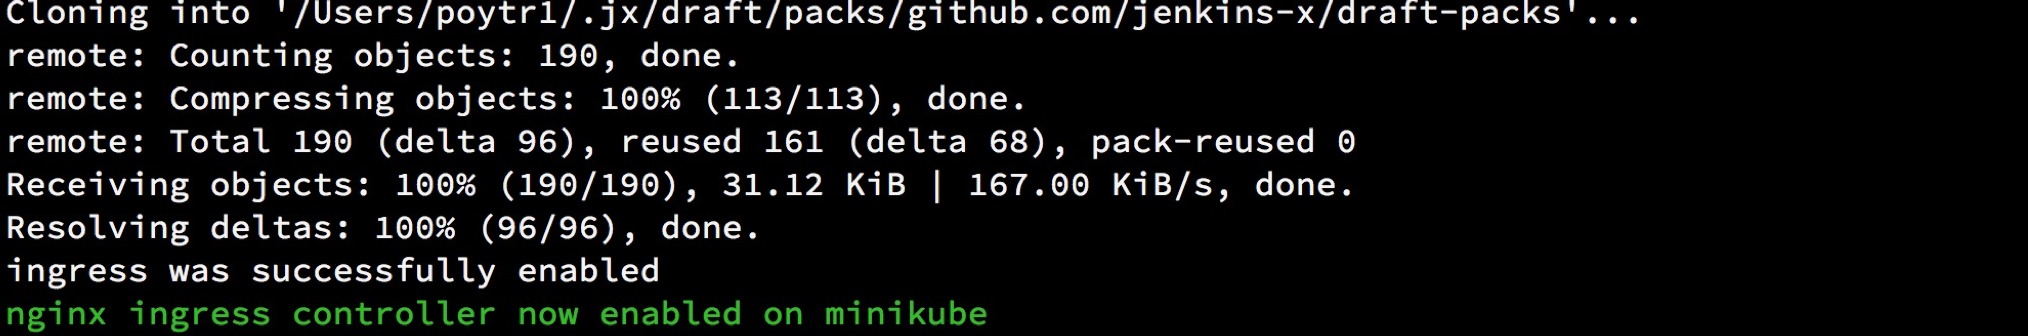 Cloning into '/Users/poytr1/.jx/draft/packs/github.com/jenkins-x/draft-packs'...
remote: Counting objects: 190, done.
remote: Compressing objects: 100% (113/113), done.
remote: Total 190 (delta 96), reused 161 (delta 68), pack-reused 0
Receiving objects: 100% (190/190), 31.12 KiB | 167.00 KiB/s, done.
Resolving deltas: 100% (96/96), done.
ingress was successfully enabled
nginx ingress controller now enabled on minikube